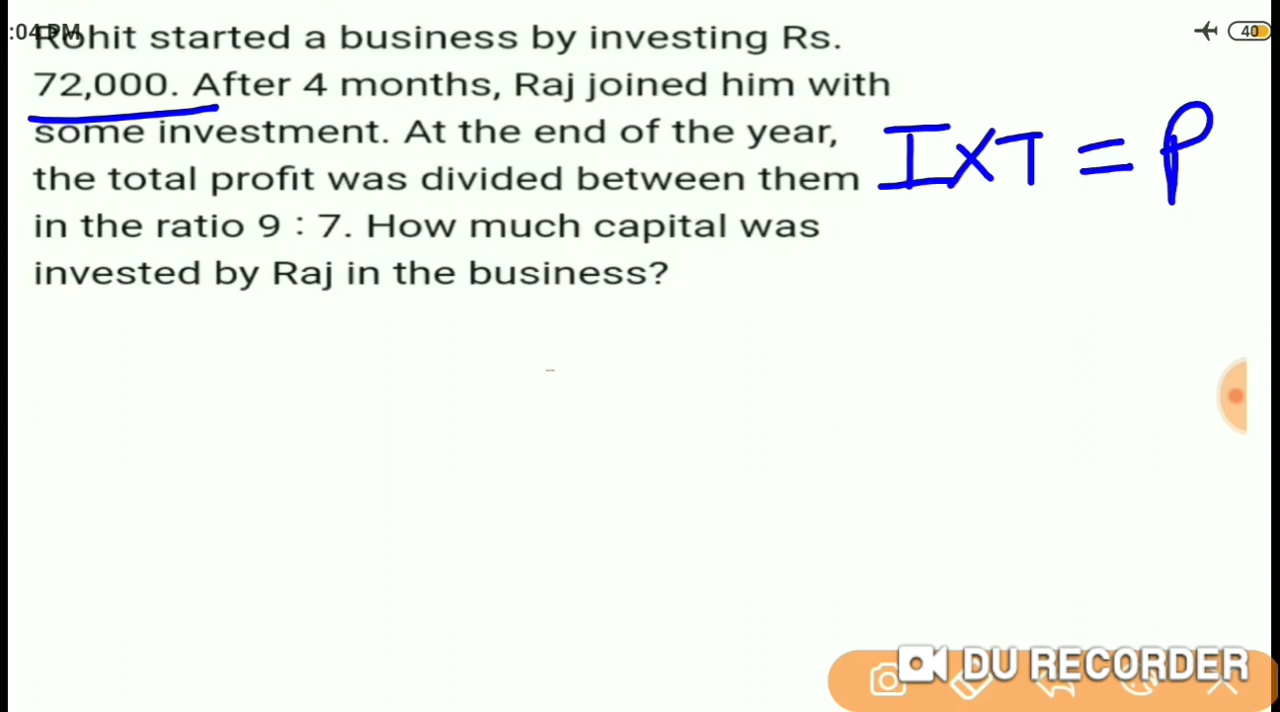 :04 PM
40
Rohit started a business by investing Rs.
72,000. After 4 months, Raj joined him with
some investment. At the end of the year,
the total profit was divided between them
in the ratio 9 : 7. How much capital was
invested by Raj in the business?
I×T = P
DU RECORDER